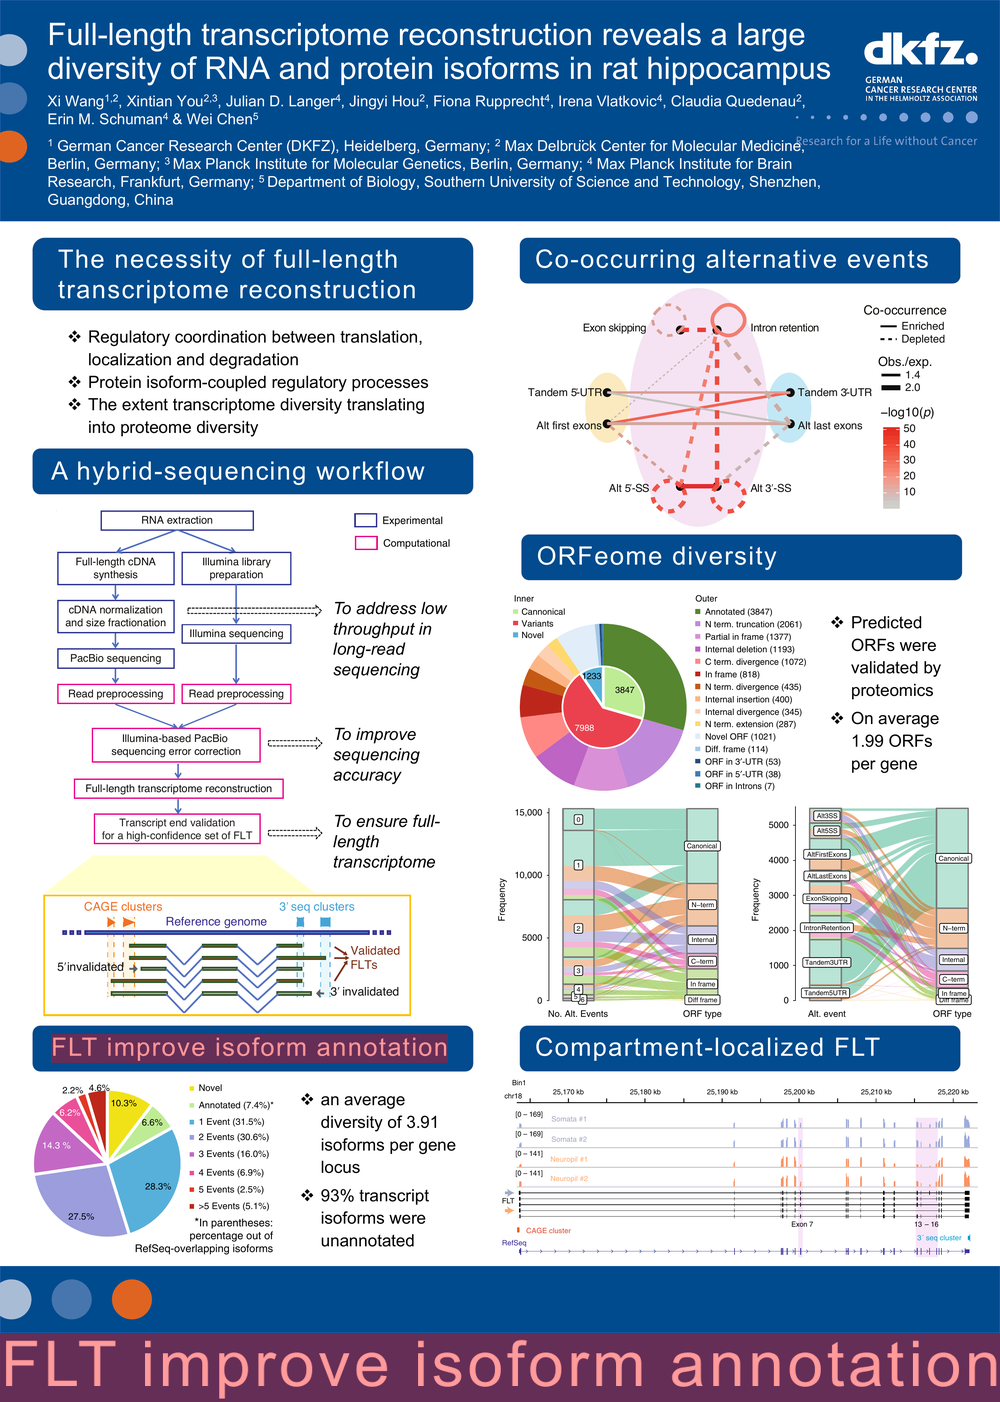 Full-length transcriptome reconstruction reveals a large
diversity of RNA and protein isoforms in rat hippocampus
Xi Wang1,2, Xintian You2,3, Julian D. Langer4, Jingyi Hou2, Fiona Rupprecht4, Irena Vlatkovic4, Claudia Quedenau2,
Erin M. Schuman4 & Wei Chen5
1 German Cancer Research Center (DKFZ), Heidelberg, Germany; 2 Max Delbrück Center for Molecular Medicine,
Berlin, Germany; 3 Max Planck Institute for Molecular Genetics, Berlin, Germany; 4 Max Planck Institute for Brain
Research, Frankfurt, Germany; 5 Department of Biology, Southern University of Science and Technology, Shenzhen,
Guangdong, China
dkfz.
GERMAN
CANCER RESEARCH CENTER
IN THE HELMHOLTZ ASSOCIATION
Research for a Life without Cancer
The necessity of full-length
transcriptome reconstruction
❖ Regulatory coordination between translation,
localization and degradation
❖ Protein isoform-coupled regulatory processes
❖ The extent transcriptome diversity translating
into proteome diversity
A hybrid-sequencing workflow
RNA extraction
Experimental
Computational
Full-length cDNA
synthesis
Illumina library
preparation
cDNA normalization
and size fractionation
Illumina sequencing
PacBio sequencing
Read preprocessing
Read preprocessing
Illumina-based PacBio
sequencing error correction
Full-length transcriptome reconstruction
Transcript end validation
for a high-confidence set of FLT
To address low
throughput in
long-read
sequencing
To improve
sequencing
accuracy
To ensure full-
length
transcriptome
CAGE clusters
3′ seq clusters
Reference genome
5′invalidated
Validated
FLTs
3′ invalidated
FLT improve isoform annotation
2.2%
4.6%
10.3%
6.6%
6.2%
14.3 %
28.3%
27.5%
Novel
Annotated (7.4%)*
1 Event (31.5%)
2 Events (30.6%)
3 Events (16.0%)
4 Events (6.9%)
5 Events (2.5%)
>5 Events (5.1%)
*In parentheses:
percentage out of
RefSeq-overlapping isoforms
❖ an average
diversity of 3.91
isoforms per gene
locus
❖ 93% transcript
isoforms were
unannotated
Co-occurring alternative events
Exon skipping
Intron retention
Tandem 5′-UTR
Tandem 3′-UTR
Alt first exons
Alt last exons
Alt 5′-SS
Alt 3′-SS
Co-occurrence
Enriched
Depleted
Obs./exp.
1.4
2.0
−log10(p)
50
40
30
20
10
ORFeome diversity
Inner
Cannonical
Variants
Novel
1233
3847
7988
Outer
Annotated (3847)
N term. truncation (2061)
Partial in frame (1377)
Internal deletion (1193)
C term. divergence (1072)
In frame (818)
N term. divergence (435)
Internal insertion (400)
Internal divergence (345)
N term. extension (287)
Novel ORF (1021)
Diff. frame (114)
ORF in 3′-UTR (53)
ORF in 5′-UTR (38)
ORF in Introns (7)
❖ Predicted
ORFs were
validated by
proteomics
❖ On average
1.99 ORFs
per gene
Frequency
15,000
10,000
5000
0
0
1
2
3
4
5
6
Canonical
N−term
Internal
C−term
In frame
Diff frame
No. Alt. Events
ORF type
Frequency
5000
4000
3000
2000
1000
0
Alt3SS
Alt5SS
AltFirstExons
AltLastExons
ExonSkipping
IntronRetention
Tandem3UTR
Tandem5UTR
Canonical
N−term
Internal
C−term
In frame
Diff frame
Alt. event
ORF type
Compartment-localized FLT
Bin1
chr18
25,170 kb
25,180 kb
25,190 kb
25,200 kb
25,210 kb
25,220 kb
[0 – 169]
Somata #1
[0 – 169]
Somata #2
[0 – 141]
Neuropil #1
[0 – 141]
Neuropil #2
FLT
Exon 7
13 – 16
CAGE cluster
3′ seq cluster
RefSeq
FLT improve isoform annotation